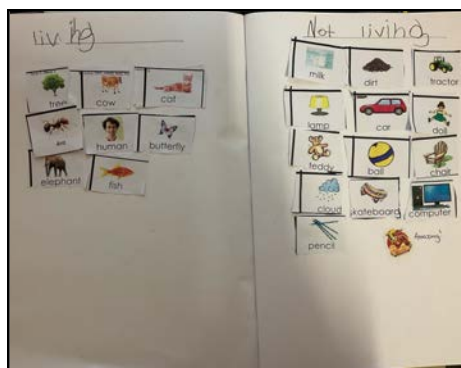 living
tree cow cat
ant human butterfly
elephant fish
Not living
milk dirt tractor
lamp car doll
teddy ball chair
cloud skateboard computer
pencil
Amazing!